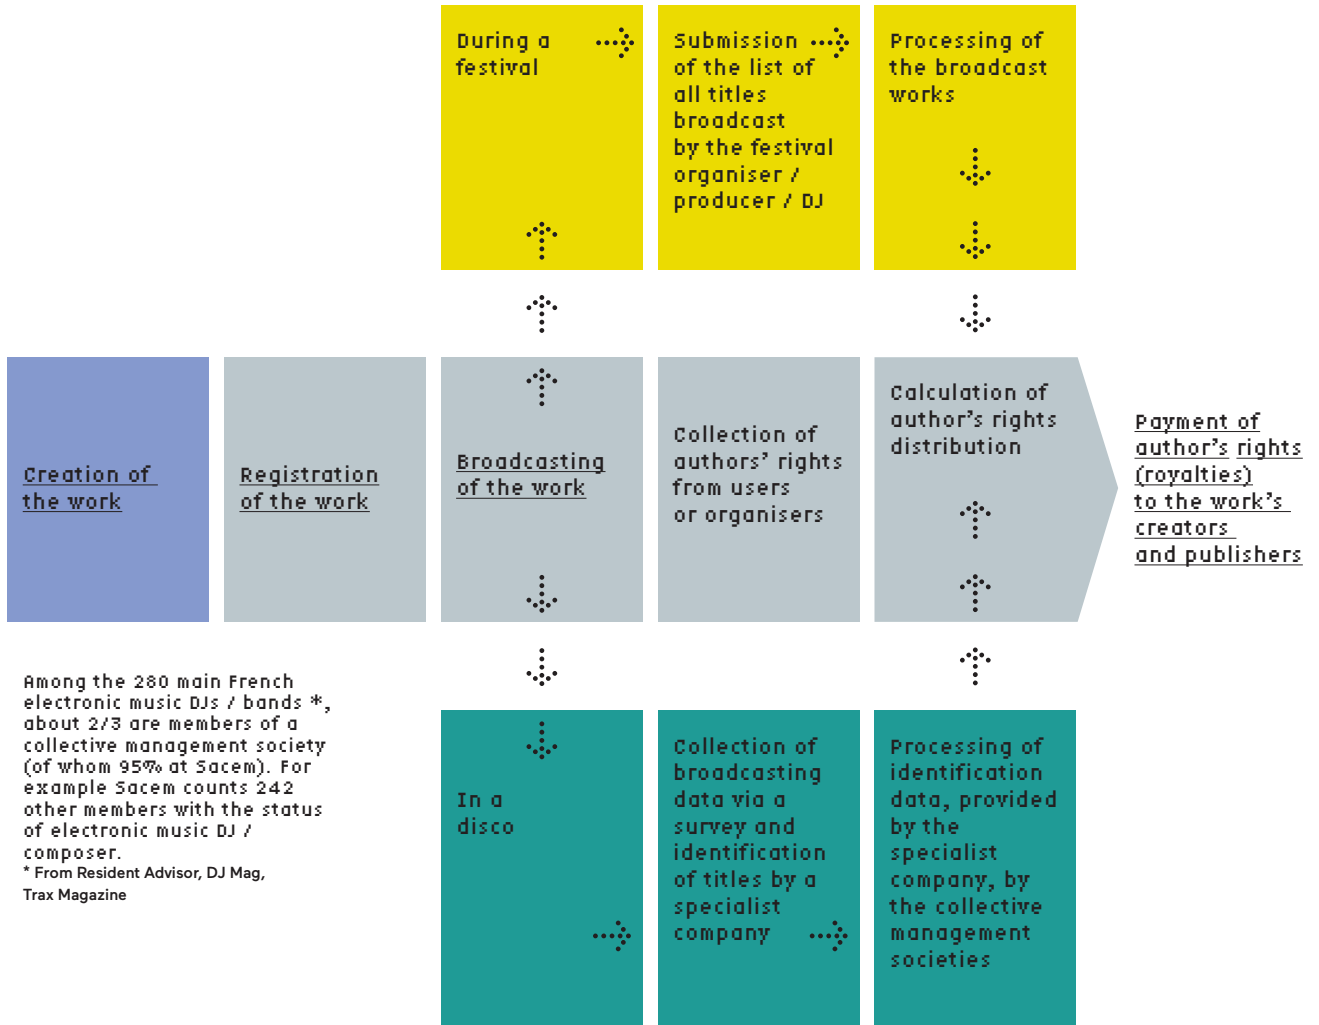 During a
festival
Submission
of the list of
all titles
broadcast
by the festival
organiser /
producer / DJ
Processing of
the broadcast
works
Creation of
the work
Registration
of the work
Broadcasting
of the work
Collection of
authors’ rights
from users
or organisers
Calculation of
author’s rights
distribution
Payment of
author’s rights
(royalties)
to the work’s
creators
and publishers
Among the 280 main French
electronic music DJs / bands *,
about 2/3 are members of a
collective management society
(of whom 95% at Sacem). For
example Sacem counts 242
other members with the status
of electronic music DJ /
composer.
* From Resident Advisor, DJ Mag,
Trax Magazine
In a
disco
Collection of
broadcasting
data via a
survey and
identification
of titles by a
specialist
company
Processing of
identification
data, provided
by the
specialist
company, by
the collective
management
societies